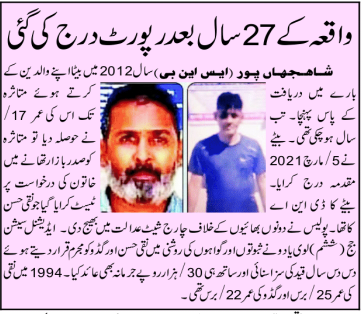 واقعہ کے 27 سال بعد رپورٹ درج کی گئی
شاہجہاں پور (ایس این بی) سال 2012 میں بیٹا اپنے والدین کے
بارے میں دریافت کرتے ہوئے متاثرہ
کے پاس پہنچا۔ تب تک اس کی عمر 17/
سال ہوچکی تھی۔ بیٹے نے حوصلہ دیا تو متاثرہ
نے 5/ مارچ 2021 کو صدر بازار تھانے میں
مقدمہ درج کرایا۔ خاتون کی درخواست پر
بیٹے کا ڈی این اے ٹیسٹ کرایا گیا جو نقی حسن
کا تھا۔ پولیس نے دونوں بھائیوں کے خلاف چارج شیٹ عدالت میں بھیج دی۔ ایڈیشنل سیشن
جج (ششم) لوی یادو نے ثبوتوں اور گواہوں کی روشنی میں نقی حسن اور گڈو کو مجرم قرار دیتے ہوئے
دس دس سال قید کی سزا سنائی اور ساتھ ہی 30/ ہزار روپے جرمانہ بھی عائد کیا۔ 1994 میں نقی
کی عمر 25/ برس اور گڈو کی عمر 22/ برس تھی۔